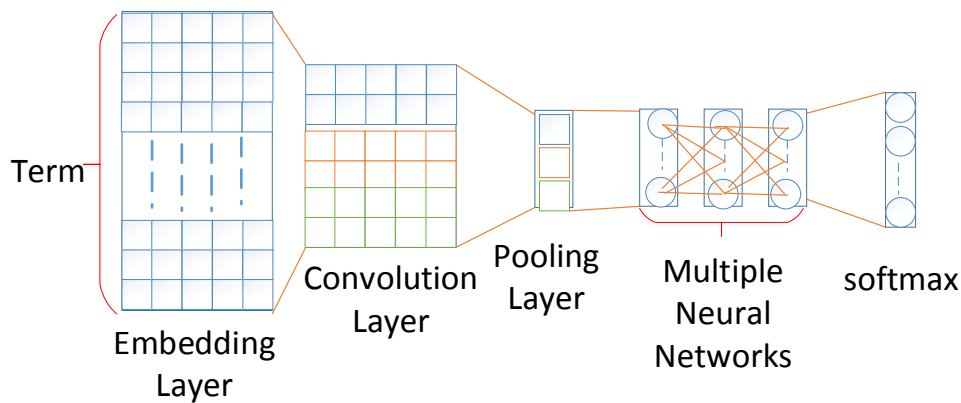 Term
Embedding
Layer
Convolution
Layer
Pooling
Layer
Multiple
Neural
Networks
softmax